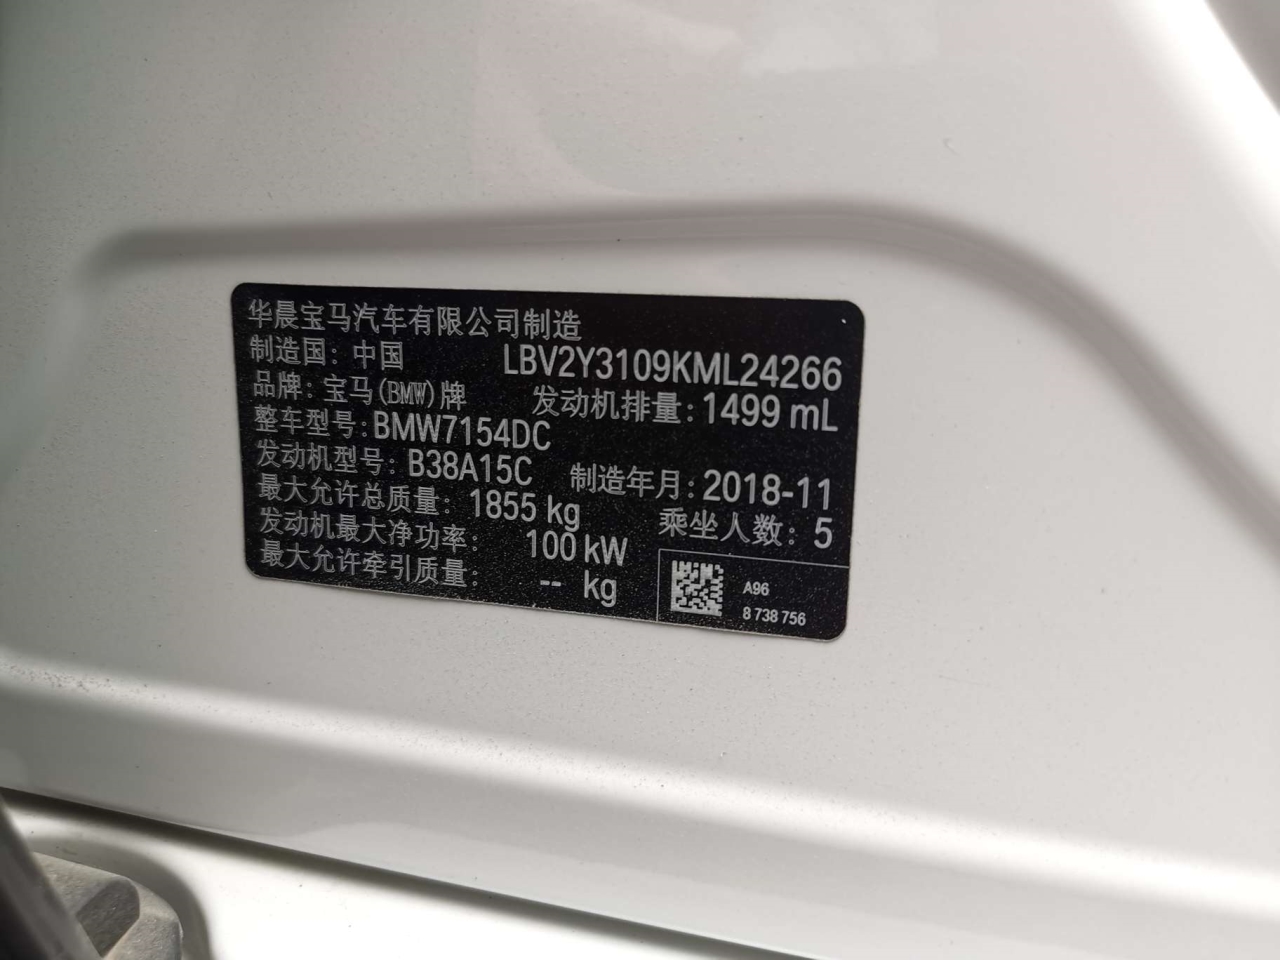 华晨宝马汽车有限公司制造
制造国: 中国 LBV2Y3109KML24266
品牌: 宝马(BMW)牌 发动机排量: 1499 mL
整车型号: BMW7154DC
发动机型号: B38A15C 制造年月: 2018-11
最大允许总质量: 1855 kg 乘坐人数: 5
发动机最大净功率: 100 kW
最大允许牵引质量: -- kg
A96
8 738 756